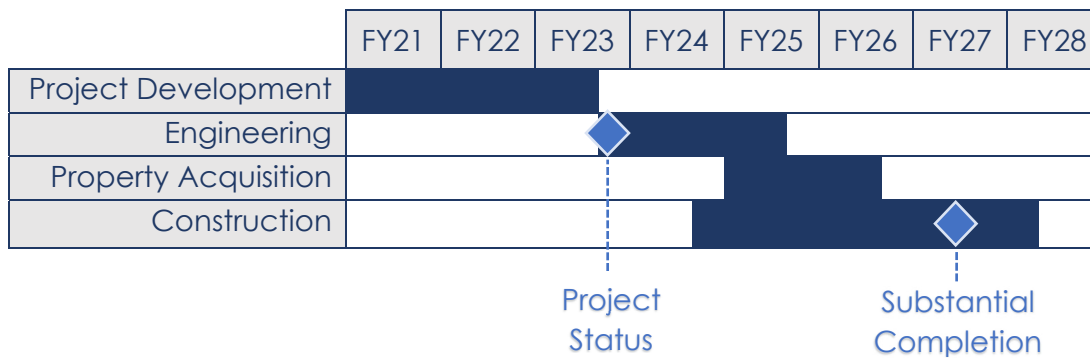 FY21 FY22 FY23 FY24 FY25 FY26 FY27 FY28
Project Development
Engineering
Property Acquisition
Construction
Project Substantial
Status Completion